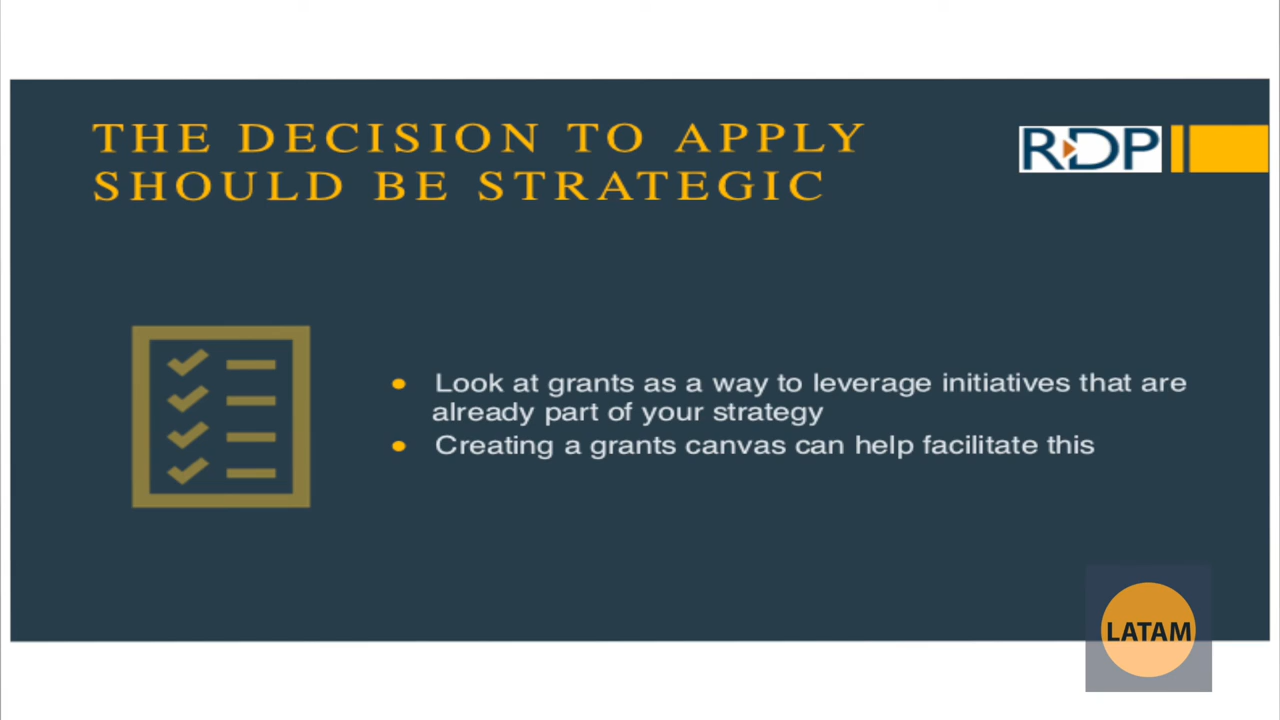 THE DECISION TO APPLY
SHOULD BE STRATEGIC
RDP
• Look at grants as a way to leverage initiatives that are
already part of your strategy
• Creating a grants canvas can help facilitate this
LATAM